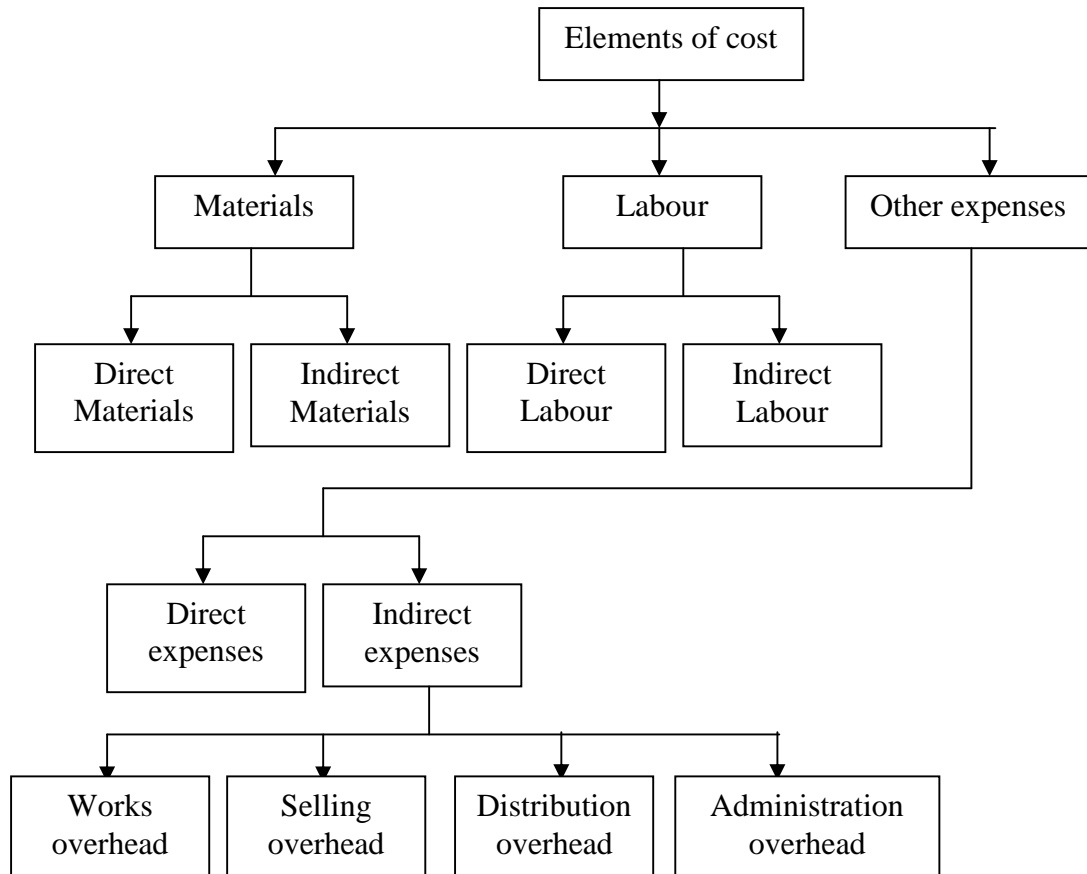 Elements of cost
Materials
Labour
Other expenses
Direct
Materials
Indirect
Materials
Direct
Labour
Indirect
Labour
Direct
expenses
Indirect
expenses
Works
overhead
Selling
overhead
Distribution
overhead
Administration
overhead